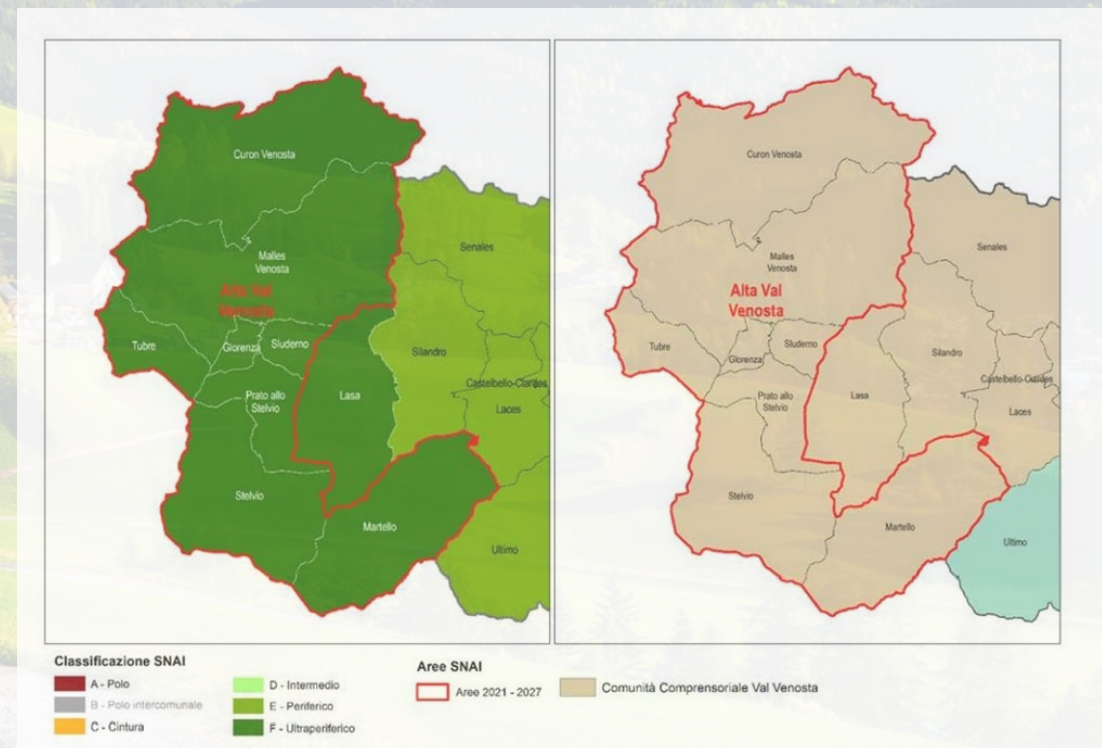 Curon Venosta
Malles
Venosta
Alta Val
Venosta
Tubre
Glorenza
Sluderno
Prato allo
Stelvio
Lasa
Stelvio
Martello
Senales
Silandro
Castelbello-Ciardes
Laces
Ultimo
Curon Venosta
Malles
Venosta
Alta Val
Venosta
Tubre
Glorenza
Sluderno
Prato allo
Stelvio
Lasa
Stelvio
Martello
Senales
Silandro
Castelbello-Ciardes
Laces
Ultimo
Classificazione SNAI
A - Polo
B - Polo intercomunale
C - Cintura
D - Intermedio
E - Periferico
F - Ultraperiferico
Aree SNAI
Aree 2021 - 2027
Comunità Comprensoriale Val Venosta